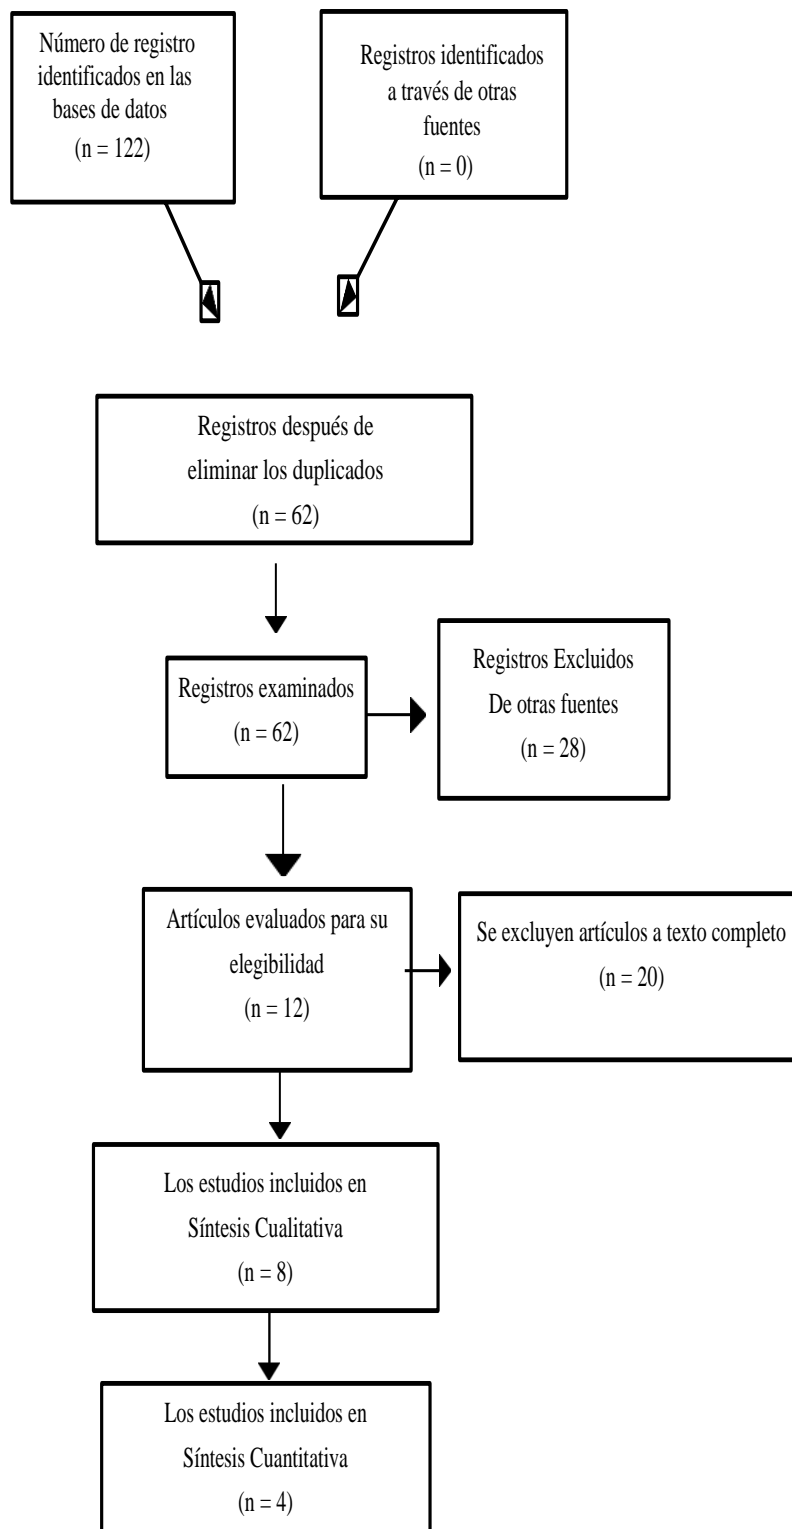 Número de registro
identificados en las
bases de datos
(n = 122)
Registros identificados
a través de otras
fuentes
(n = 0)
Registros después de
eliminar los duplicados
(n = 62)
Registros examinados
(n = 62)
Registros Excluidos
De otras fuentes
(n = 28)
Artículos evaluados para su
elegibilidad
(n = 12)
Se excluyen artículos a texto completo
(n = 20)
Los estudios incluidos en
Síntesis Cualitativa
(n = 8)
Los estudios incluidos en
Síntesis Cuantitativa
(n = 4)